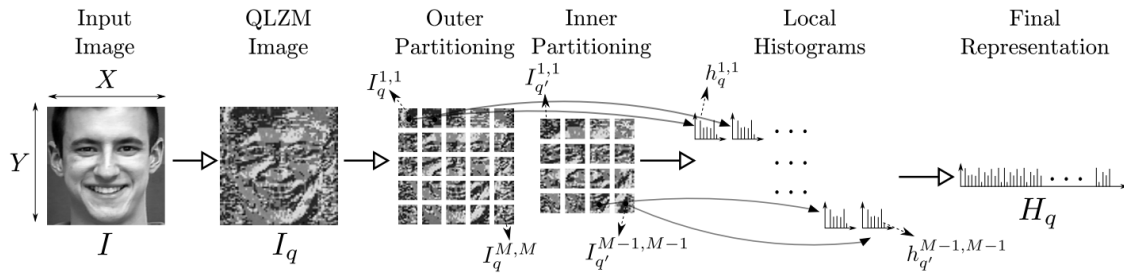 Input
Image
QLZM
Image
Outer
Partitioning
Inner
Partitioning
Local
Histograms
Final
Representation
X
Y
I
I_q
I_q^{1,1}
I_q^{M,M}
I_{q'}^{1,1}
I_{q'}^{M-1,M-1}
h_q^{1,1}
...
...
...
h_{q'}^{M-1,M-1}
...
H_q